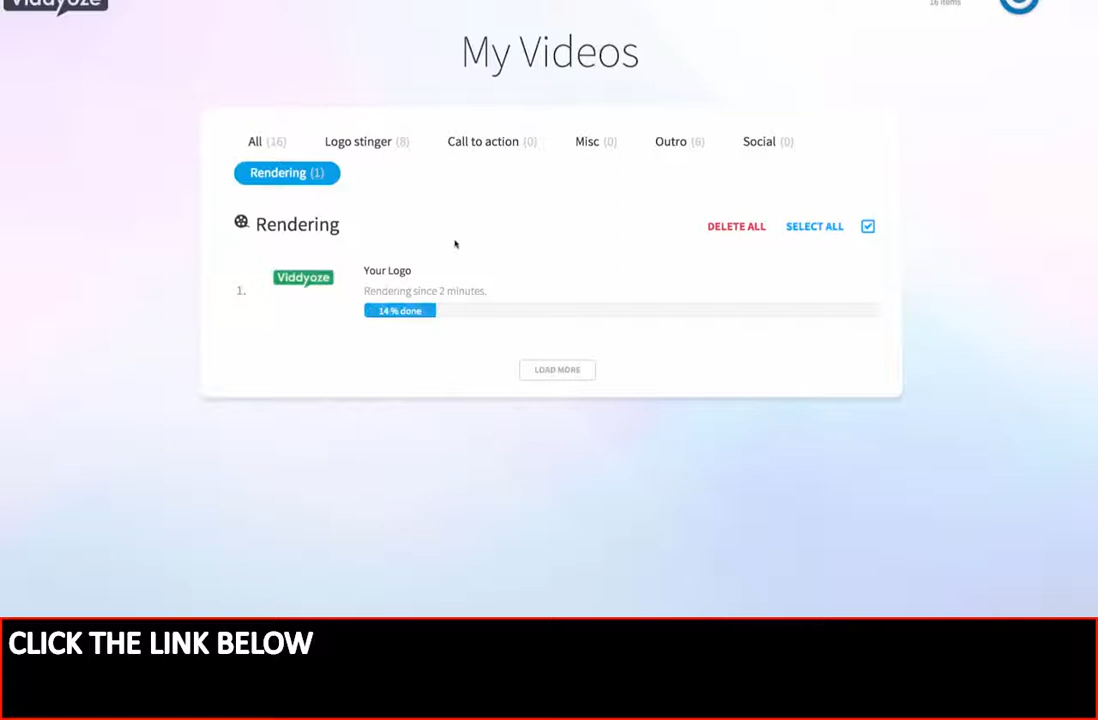 Viddyoze
16 items
My Videos
All (16) Logo stinger (8) Call to action (0) Misc (0) Outro (6) Social (0)
Rendering (1)
Rendering DELETE ALL SELECT ALL
Viddyoze Your Logo
1. Rendering since 2 minutes.
14 % done
LOAD MORE
CLICK THE LINK BELOW